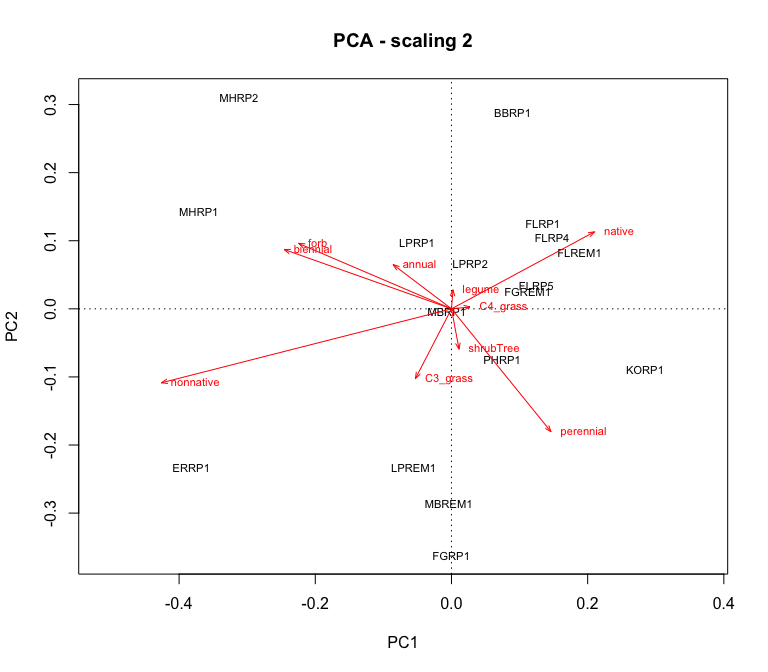 PCA - scaling 2
MHRP2
BBRP1
MHRP1
FLRP1
native
FLRP4
LPRP1
forb
biennial
FLREM1
annual
LPRP2
FLRP5
legume
FGREM1
C4_grass
MBRP1
shrubTree
PHRP1
KORP1
C3_grass
nonnative
perennial
ERRP1
LPREM1
MBREM1
FGRP1
0.3
0.2
0.1
0.0
-0.1
-0.2
-0.3
PC2
-0.4 -0.2 0.0 0.2 0.4
PC1